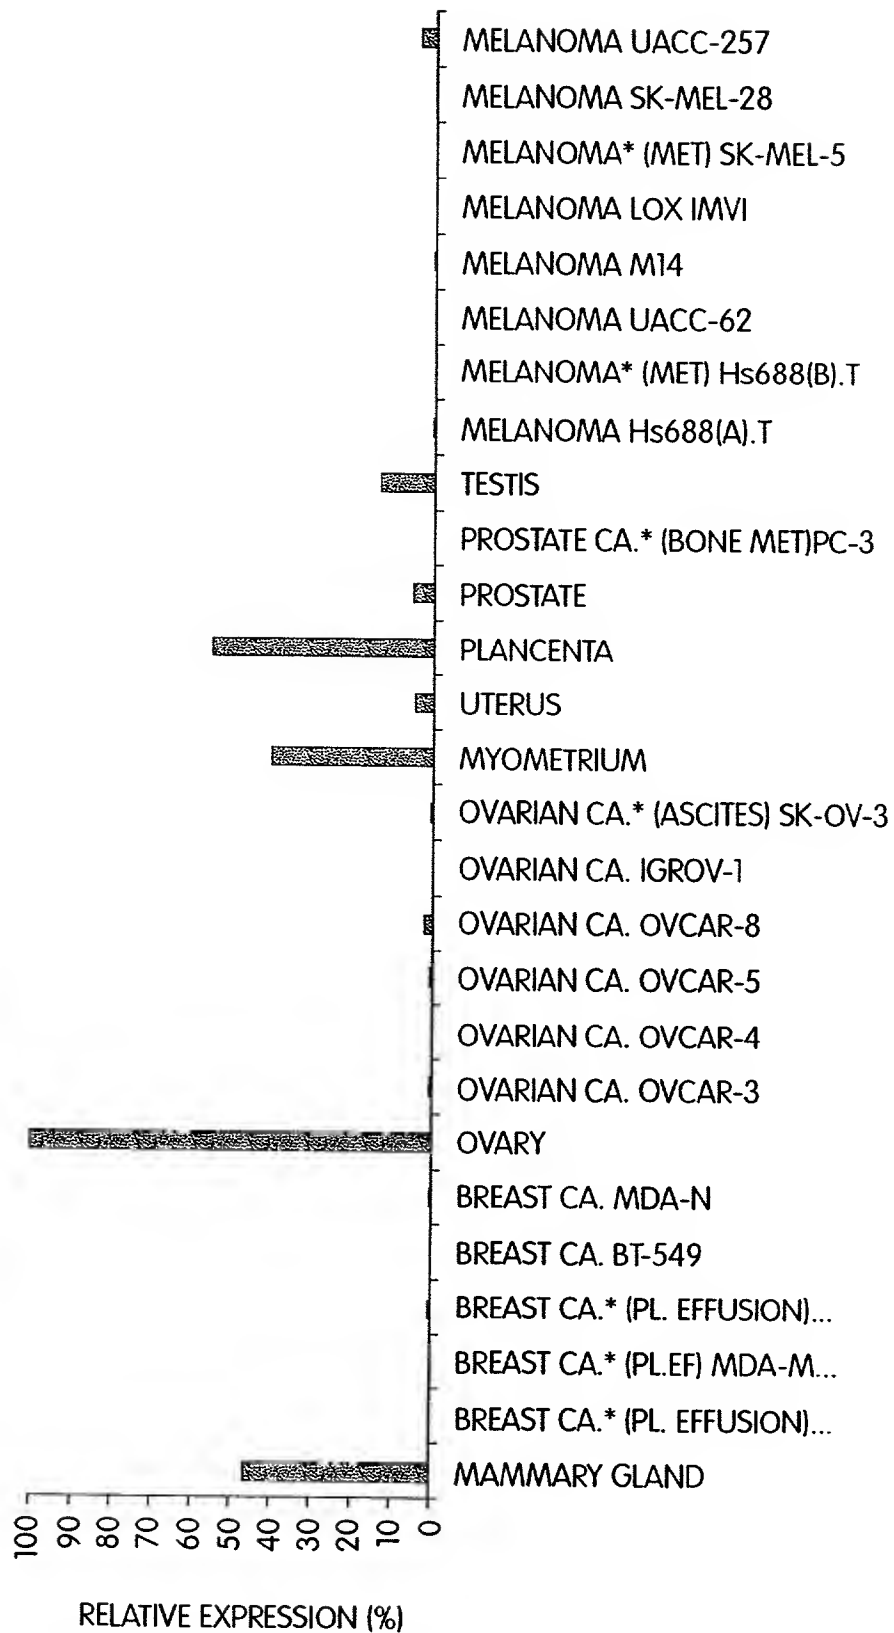 MELANOMA UACC-257
MELANOMA SK-MEL-28
MELANOMA* (MET) SK-MEL-5
MELANOMA LOX IMVI
MELANOMA M14
MELANOMA UACC-62
MELANOMA* (MET) Hs688(B).T
MELANOMA Hs688(A).T
TESTIS
PROSTATE CA.* (BONE MET)PC-3
PROSTATE
PLANCENTA
UTERUS
MYOMETRIUM
OVARIAN CA.* (ASCITES) SK-OV-3
OVARIAN CA. IGROV-1
OVARIAN CA. OVCAR-8
OVARIAN CA. OVCAR-5
OVARIAN CA. OVCAR-4
OVARIAN CA. OVCAR-3
OVARY
BREAST CA. MDA-N
BREAST CA. BT-549
BREAST CA.* (PL. EFFUSION)...
BREAST CA.* (PL.EF) MDA-M...
BREAST CA.* (PL. EFFUSION)...
MAMMARY GLAND
100 90 80 70 60 50 40 30 20 10 0
RELATIVE EXPRESSION (%)